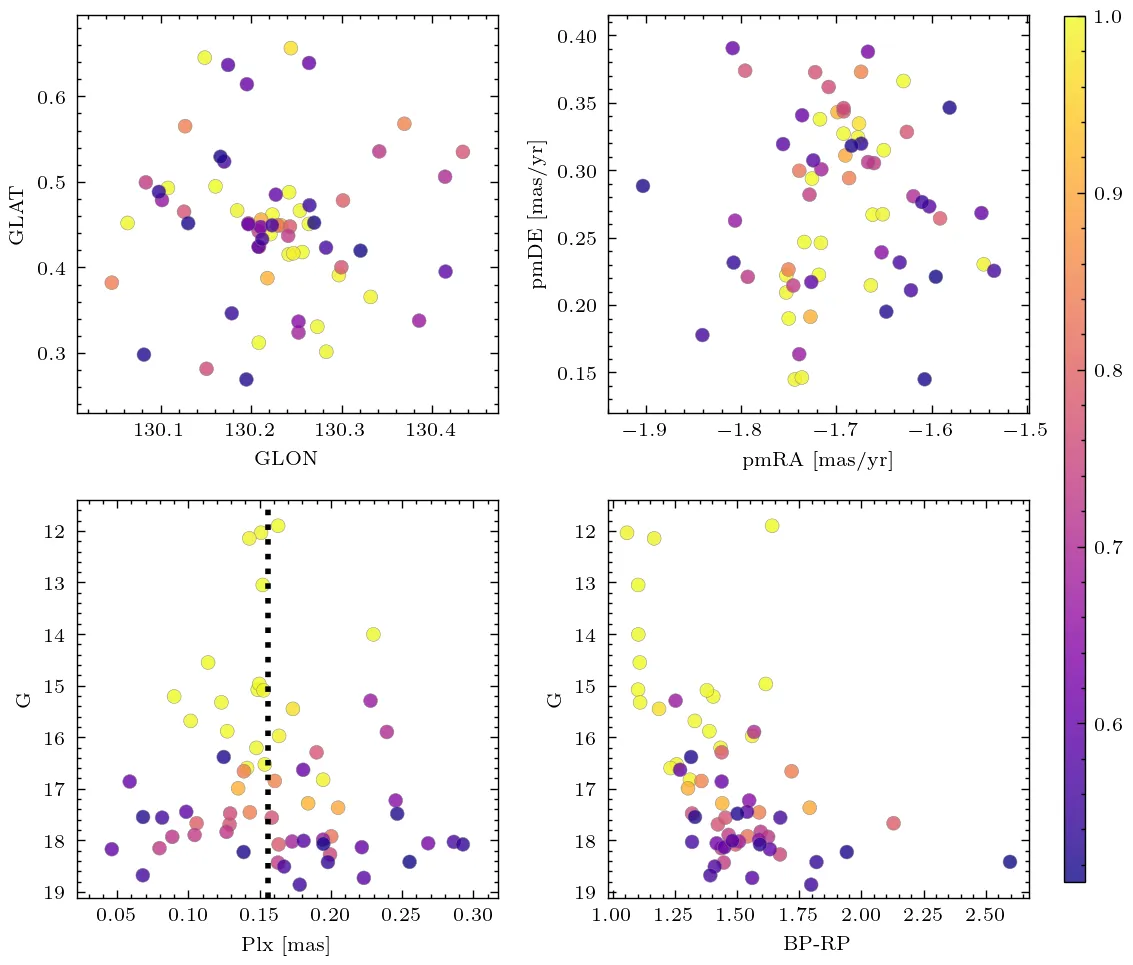 0.6
0.5
0.4
0.3
GLAT
130.1 130.2 130.3 130.4
GLON
0.40
0.35
0.30
0.25
0.20
0.15
pmDE [mas/yr]
−1.9 −1.8 −1.7 −1.6 −1.5
pmRA [mas/yr]
12
13
14
15
16
17
18
19
G
0.05 0.10 0.15 0.20 0.25 0.30
Plx [mas]
12
13
14
15
16
17
18
19
G
1.00 1.25 1.50 1.75 2.00 2.25 2.50
BP-RP
1.0
0.9
0.8
0.7
0.6